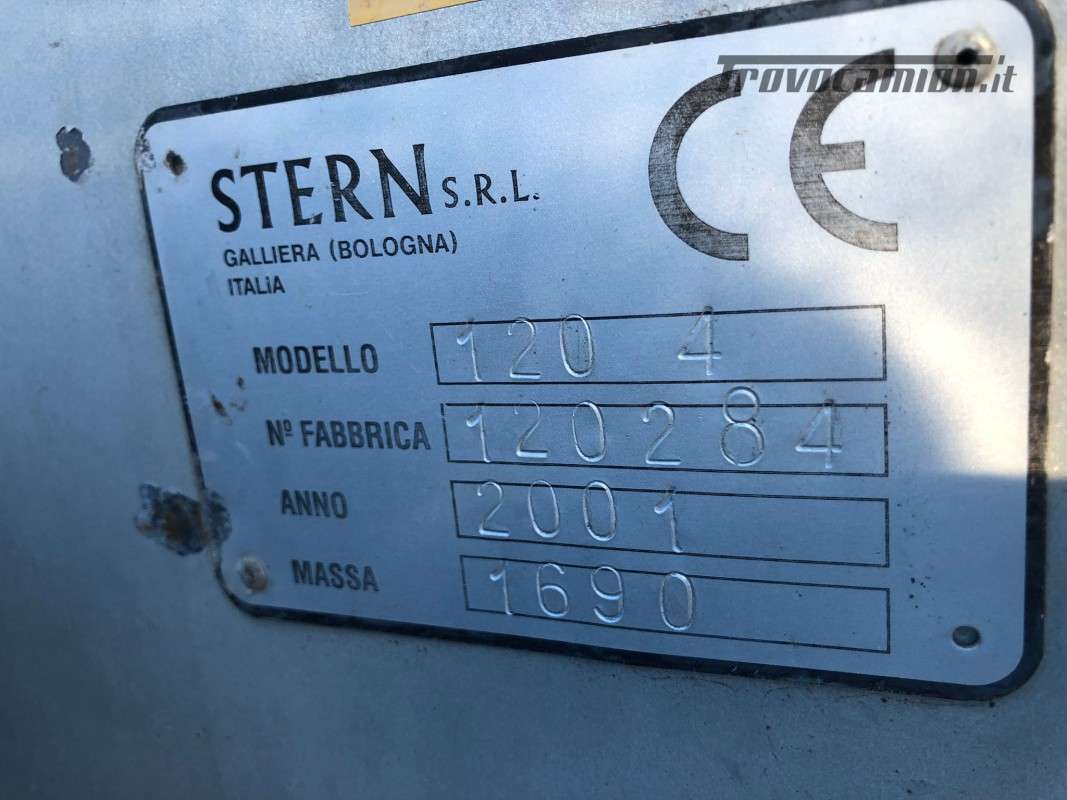 Trovocamion.it
CE
STERN S.R.L.
GALLIERA (BOLOGNA)
ITALiA
MODELLO 120 4
Nº FABBRICA 120284
ANNO 2001
MASSA 1690